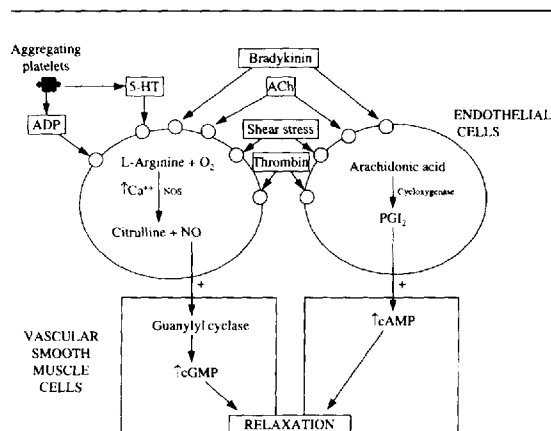 Aggregating
platelets
5-HT
ADP
Bradykinin
ACh
Shear stress
Thrombin
ENDOTHELIAL
CELLS
L-Arginine + O₂
↑Ca⁺⁺
NOS
Citrulline + NO
Arachidonic acid
Cycloxygenase
PGI₂
+
+
VASCULAR
SMOOTH
MUSCLE
CELLS
Guanylyl cyclase
↑cGMP
↑cAMP
RELAXATION